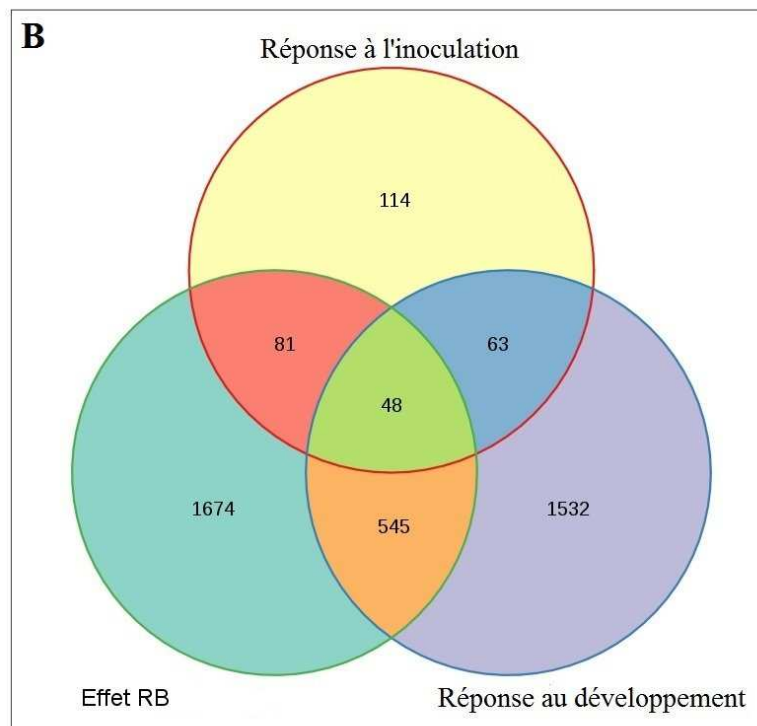 B
Réponse à l'inoculation
114
81
63
48
1674
545
1532
Effet RB
Réponse au développement